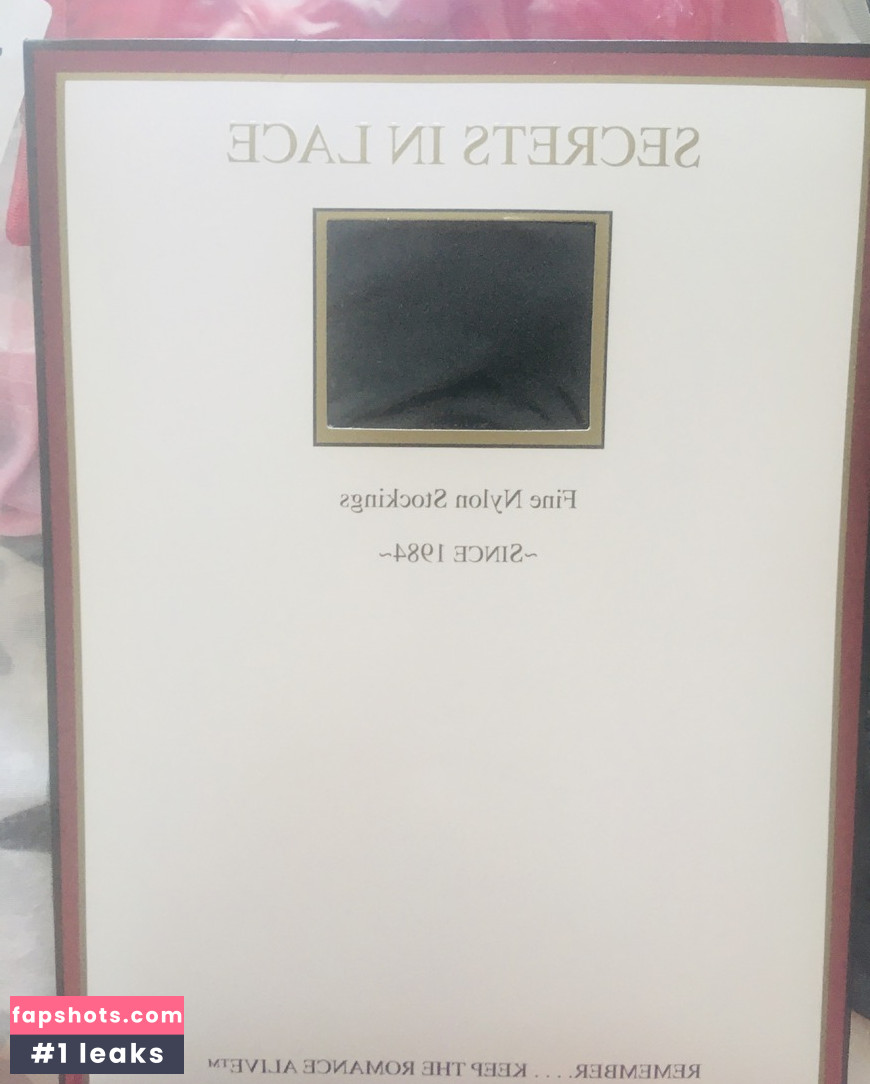 SECRETS IN LACE
Fine Nylon Stockings
~SINCE 1984~
REMEMBER. . . . KEEP THE ROMANCE ALIVE™
fapshots.com
#1 leaks